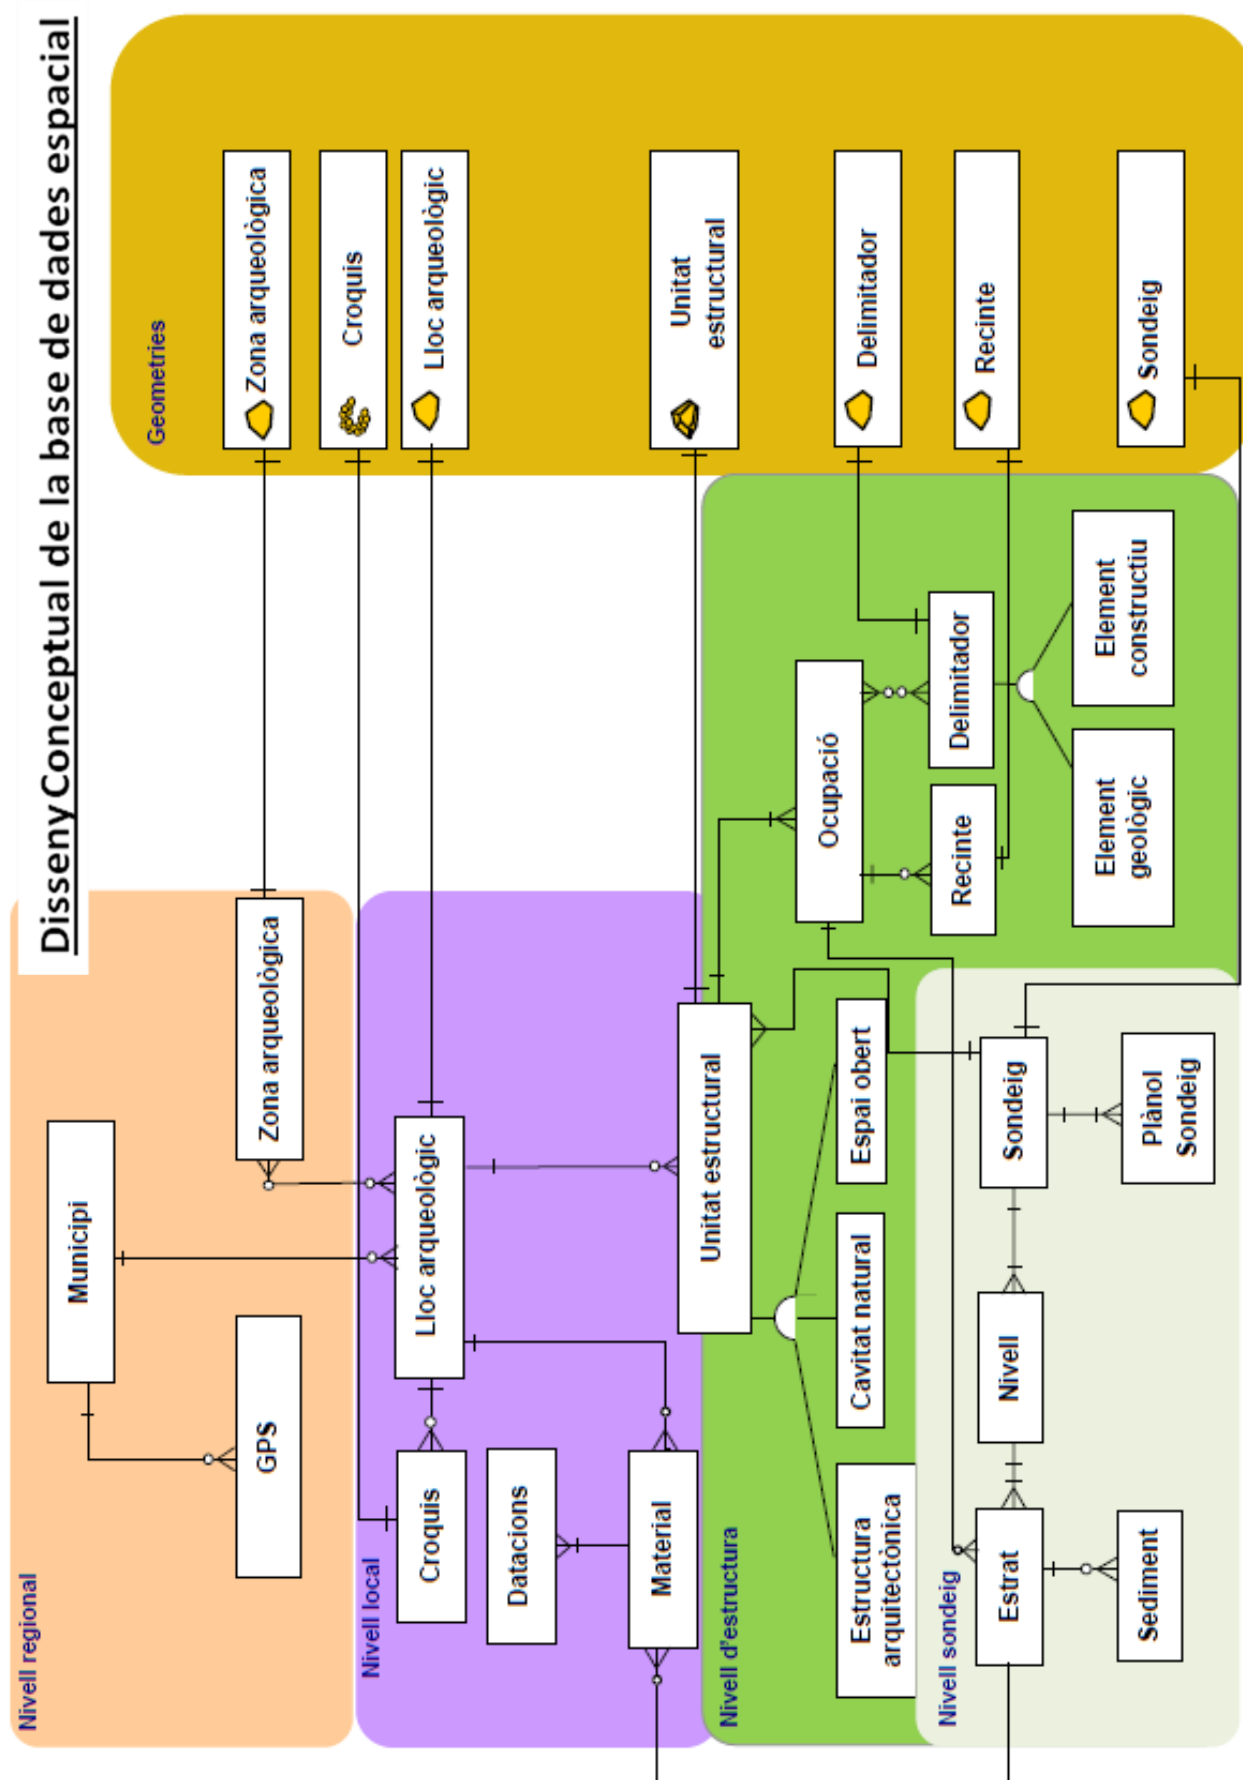 Disseny Conceptual de la base de dades espacial
Nivell regional
Municipi
GPS
Zona arqueològica
Nivell local
Croquis
Lloc arqueològic
Datacions
Material
Unitat estructural
Nivell d'estructura
Estructura
arquitectònica
Cavitat natural
Espai obert
Ocupació
Recinte
Delimitador
Element
geològic
Element
constructiu
Nivell sondeig
Estrat
Nivell
Sondeig
Sediment
Plànol
Sondeig
Geometries
Zona arqueològica
Croquis
Lloc arqueològic
Unitat
estructural
Delimitador
Recinte
Sondeig